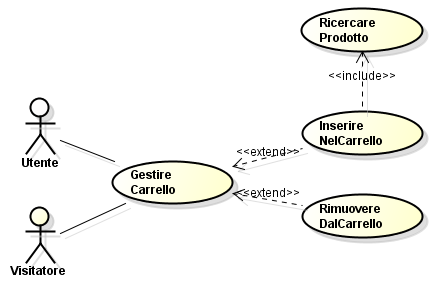 Ricercare
Prodotto
<<include>>
Inserire
NelCarrello
<<extend>>
Utente
Gestire
Carrello
<<extend>>
Rimuovere
DalCarrello
Visitatore